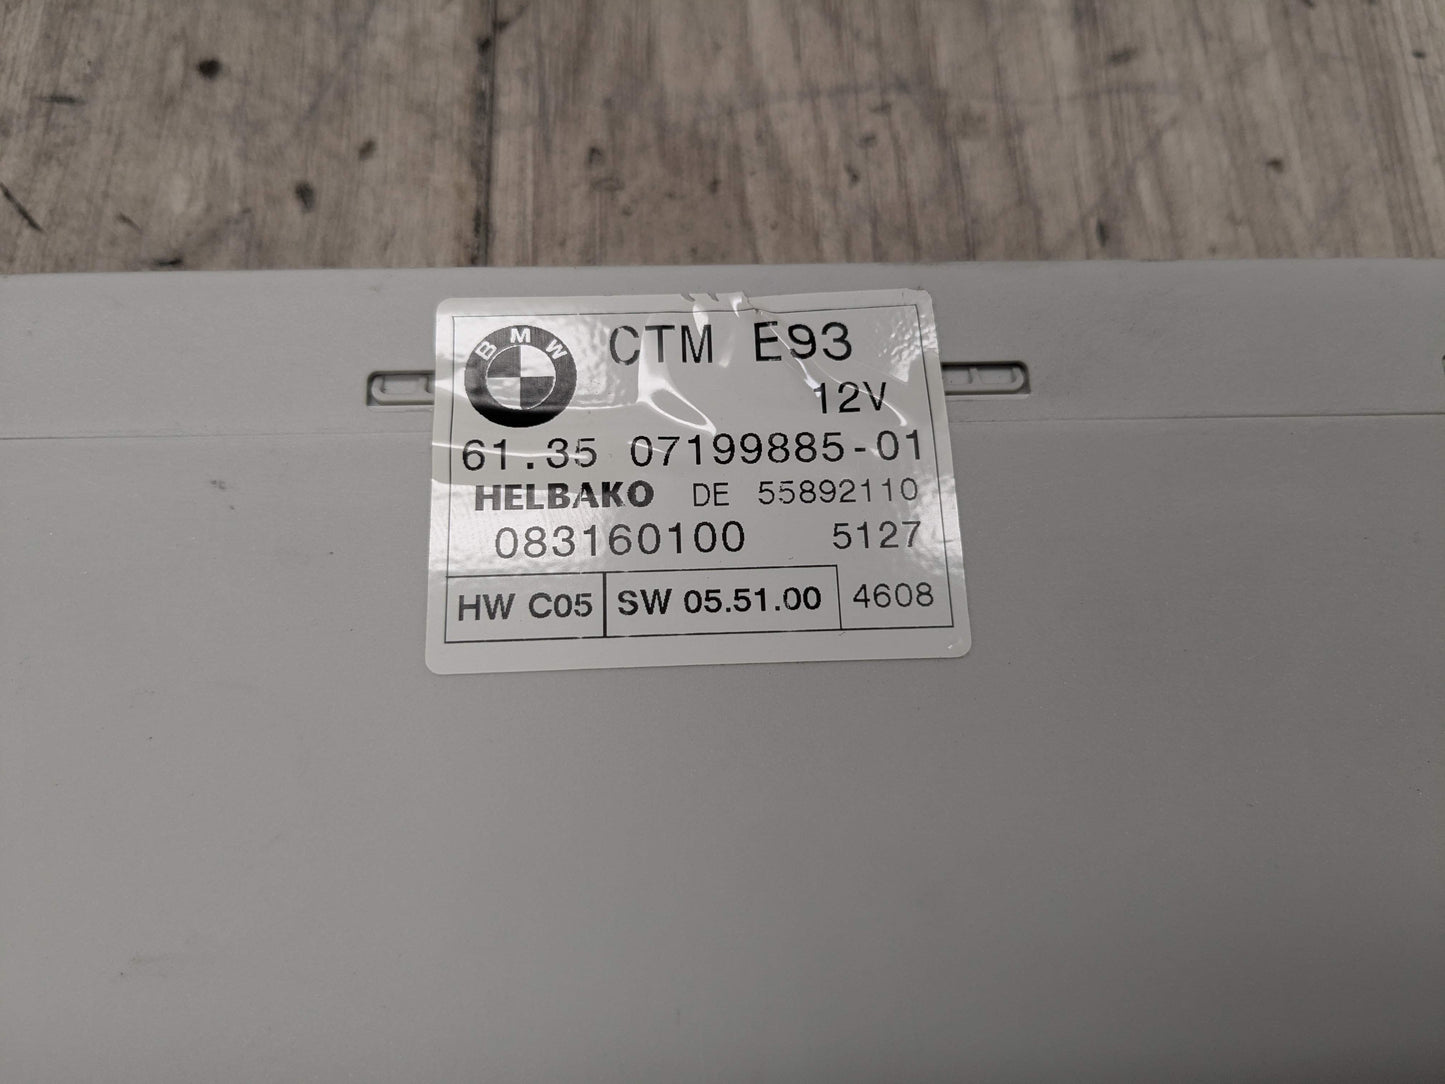 BMW
CTM E93
12V
61.35 07199885-01
HELBAKO DE 55892110
083160100 5127
HW C05 SW 05.51.00 4608